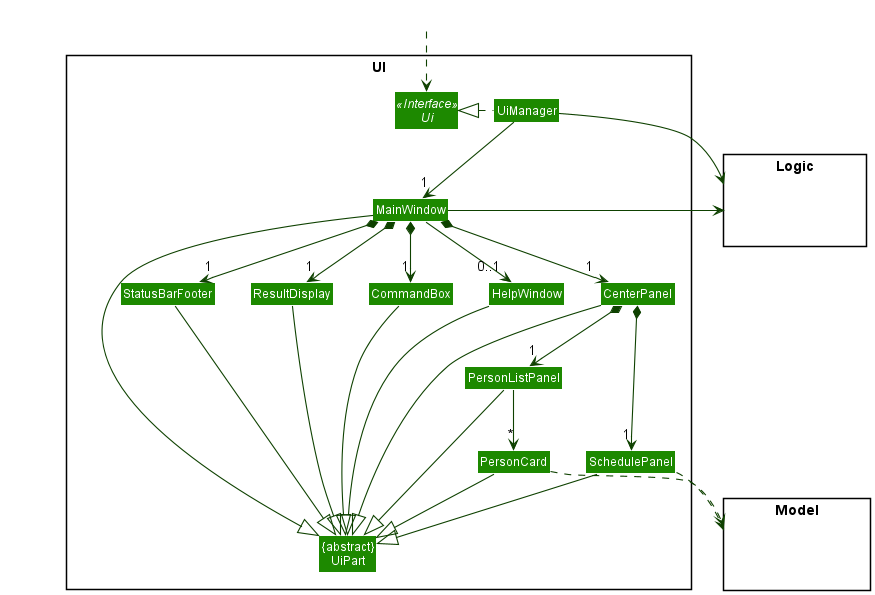 UI
«Interface»
Ui
UiManager
Logic
1
MainWindow
1
1
1
0..1
1
StatusBarFooter
ResultDisplay
CommandBox
HelpWindow
CenterPanel
1
PersonListPanel
*
1
PersonCard
SchedulePanel
Model
{abstract}
UiPart